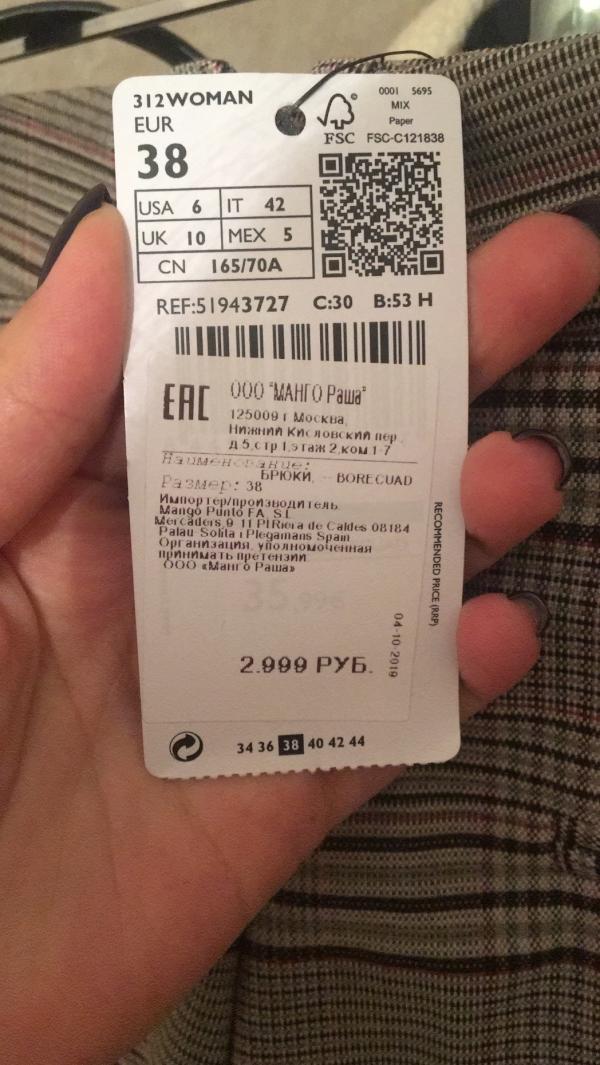 312WOMAN
EUR
38
0001 5695
MIX
Paper
FSC FSC-C121838
USA 6 IT 42
UK 10 MEX 5
CN 165/70A
REF:51943727 C:30 B:53 H
ЕАС ООО "МАНГО Раша"
125009 г Москва,
Нижний Кисловский пер.
д 5, стр 1, этаж 2, ком 1-7
Наименование:
БРЮКИ, – BORECUAD
Размер: 38
Импортер/производитель
Mango Punto FA, S.L
Mercaders 9 11 PI Riera de Caldes 08184
Palau Solita i Plegamans Spain
Организация, уполномоченная
принимать претензии
ООО «Манго Раша»
RECOMMENDED PRICE (RRP)
04-10-2019
2.999 РУБ.
34 36 38 40 42 44